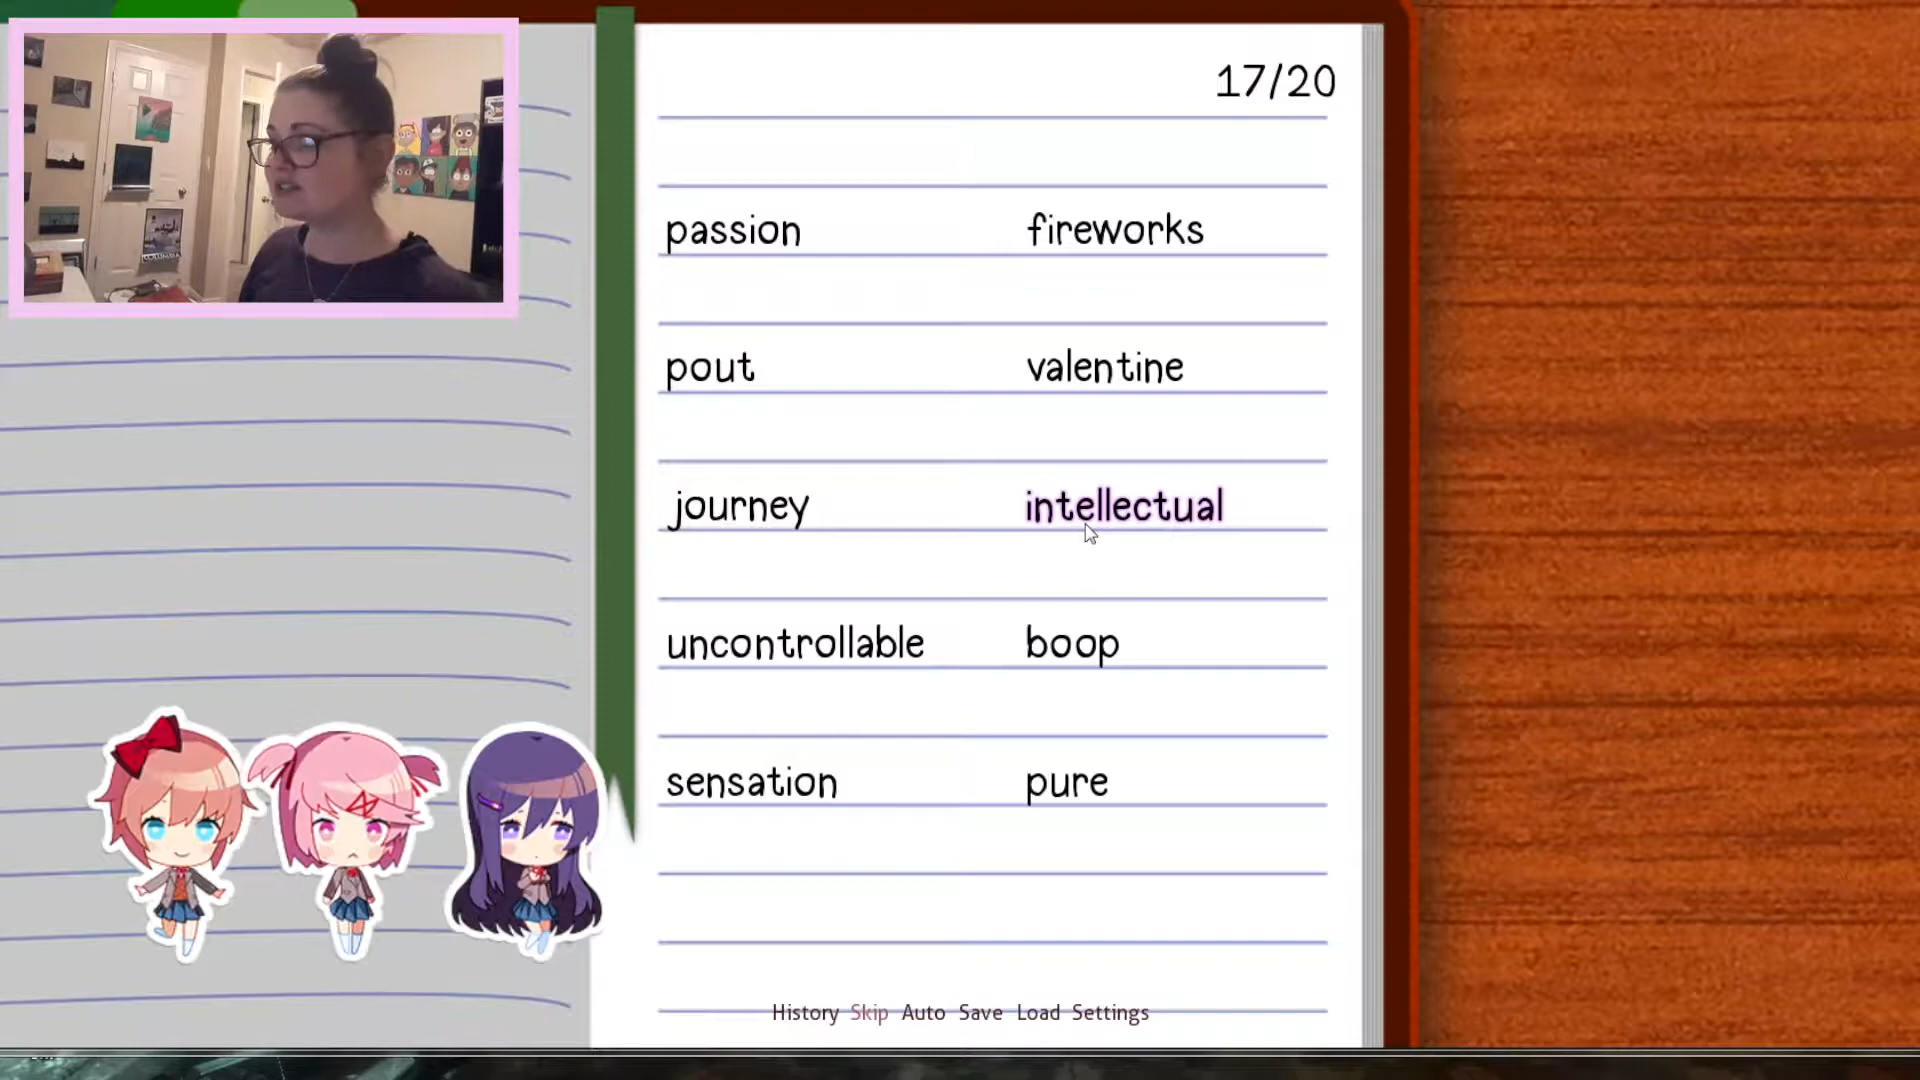 17/20
passion fireworks
pout valentine
journey intellectual
uncontrollable boop
sensation pure
History Skip Auto Save Load Settings